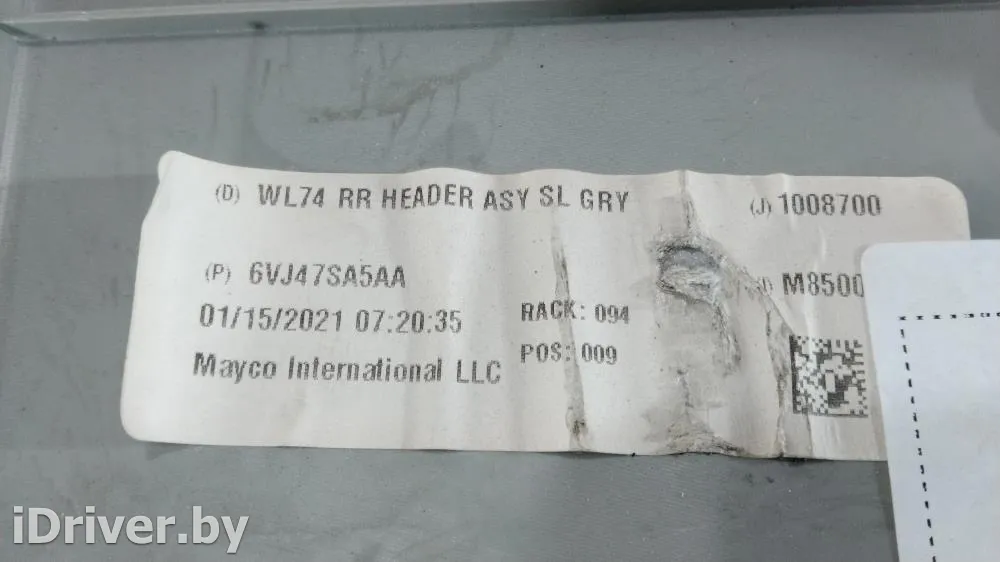 (D) WL74 RR HEADER ASY SL GRY (J) 1008700
(P) 6VJ47SA5AA M8500
01/15/2021 07:20:35 RACK: 094
Mayco International LLC POS: 009
iDriver.by